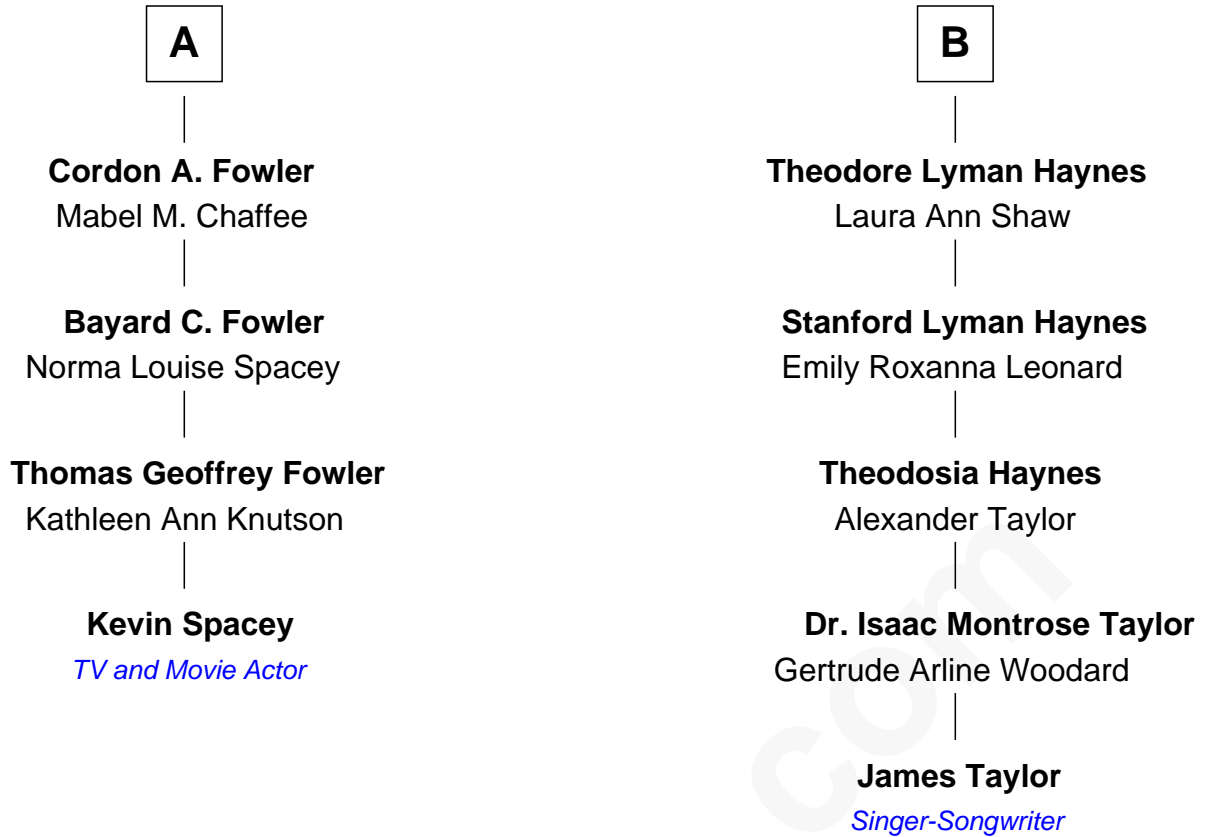 A
Cordon A. Fowler
Mabel M. Chaffee
Bayard C. Fowler
Norma Louise Spacey
Thomas Geoffrey Fowler
Kathleen Ann Knutson
Kevin Spacey
TV and Movie Actor
B
Theodore Lyman Haynes
Laura Ann Shaw
Stanford Lyman Haynes
Emily Roxanna Leonard
Theodosia Haynes
Alexander Taylor
Dr. Isaac Montrose Taylor
Gertrude Arline Woodard
James Taylor
Singer-Songwriter
com